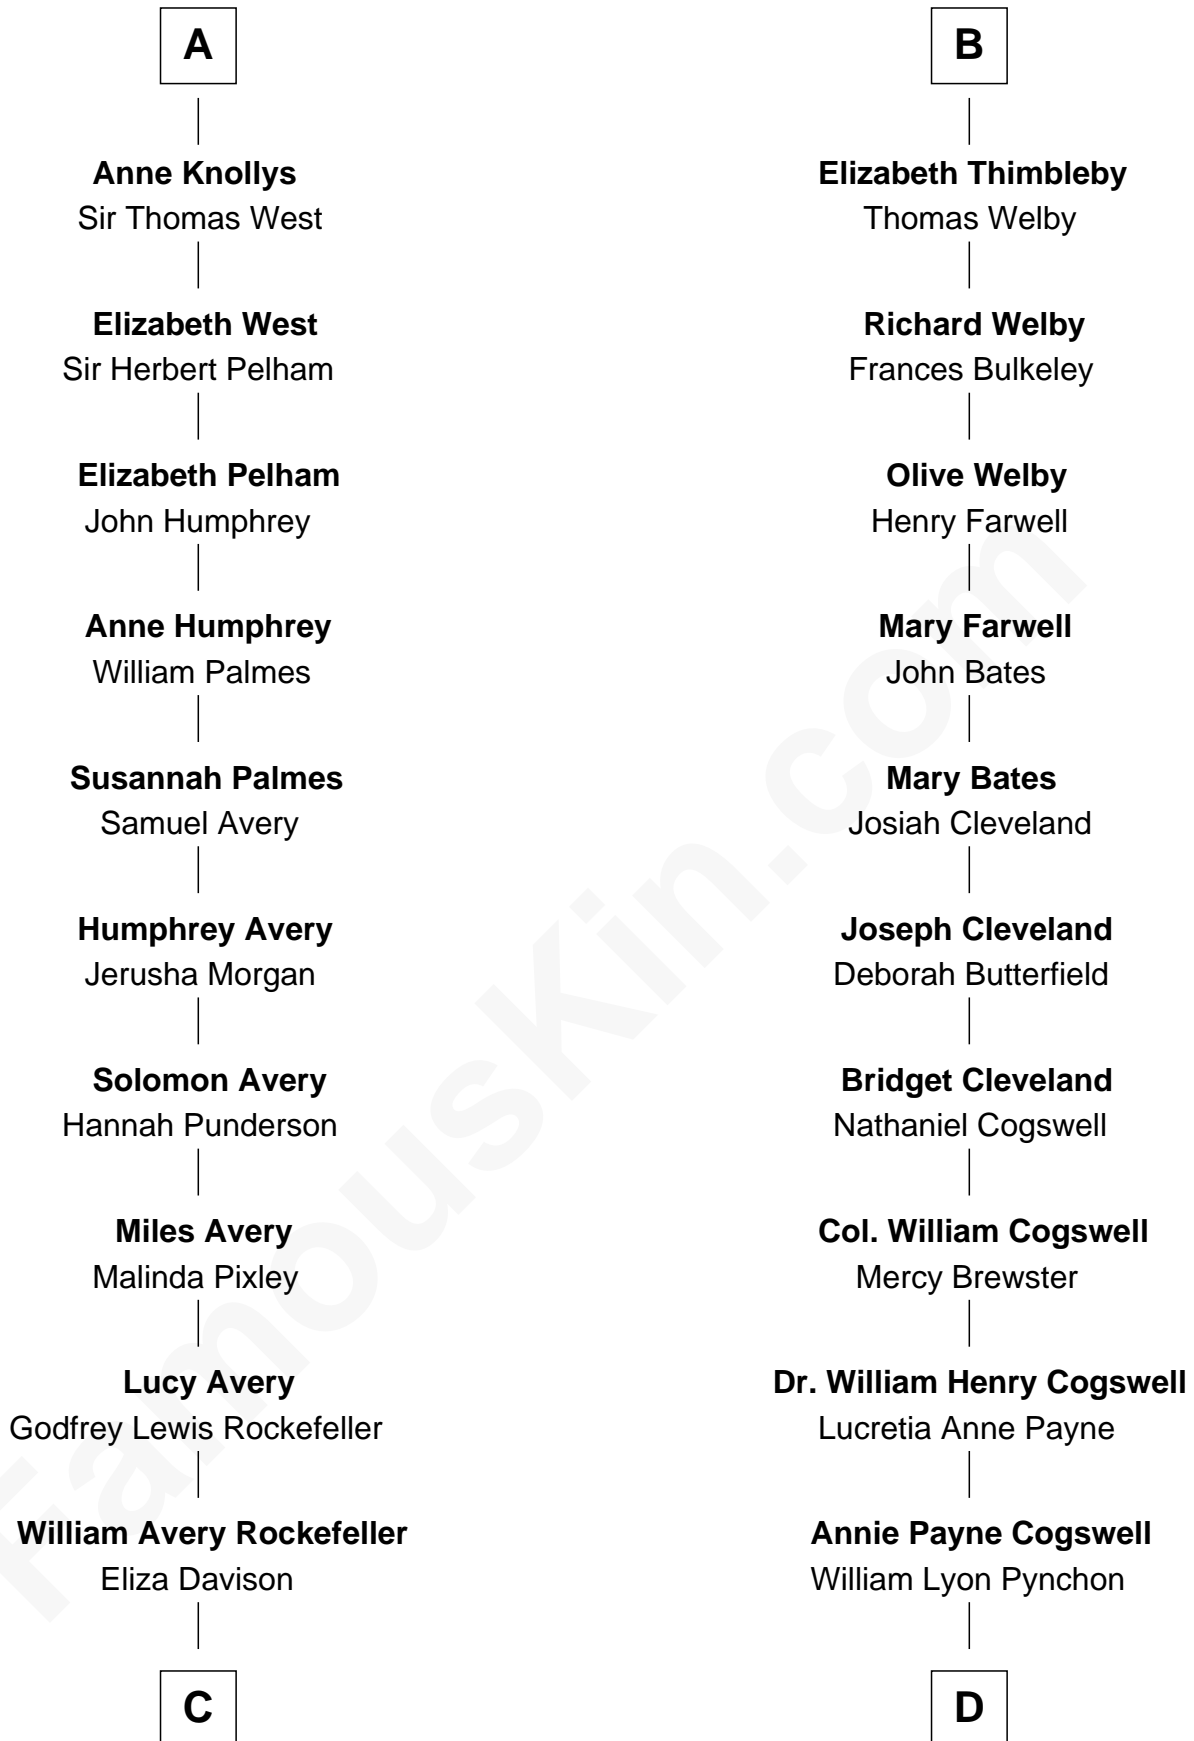 A
Anne Knollys
Sir Thomas West
Elizabeth West
Sir Herbert Pelham
Elizabeth Pelham
John Humphrey
Anne Humphrey
William Palmes
Susannah Palmes
Samuel Avery
Humphrey Avery
Jerusha Morgan
Solomon Avery
Hannah Punderson
Miles Avery
Malinda Pixley
Lucy Avery
Godfrey Lewis Rockefeller
William Avery Rockefeller
Eliza Davison
C
B
Elizabeth Thimbleby
Thomas Welby
Richard Welby
Frances Bulkeley
Olive Welby
Henry Farwell
Mary Farwell
John Bates
Mary Bates
Josiah Cleveland
Joseph Cleveland
Deborah Butterfield
Bridget Cleveland
Nathaniel Cogswell
Col. William Cogswell
Mercy Brewster
Dr. William Henry Cogswell
Lucretia Anne Payne
Annie Payne Cogswell
William Lyon Pynchon
D
FamousKin.com